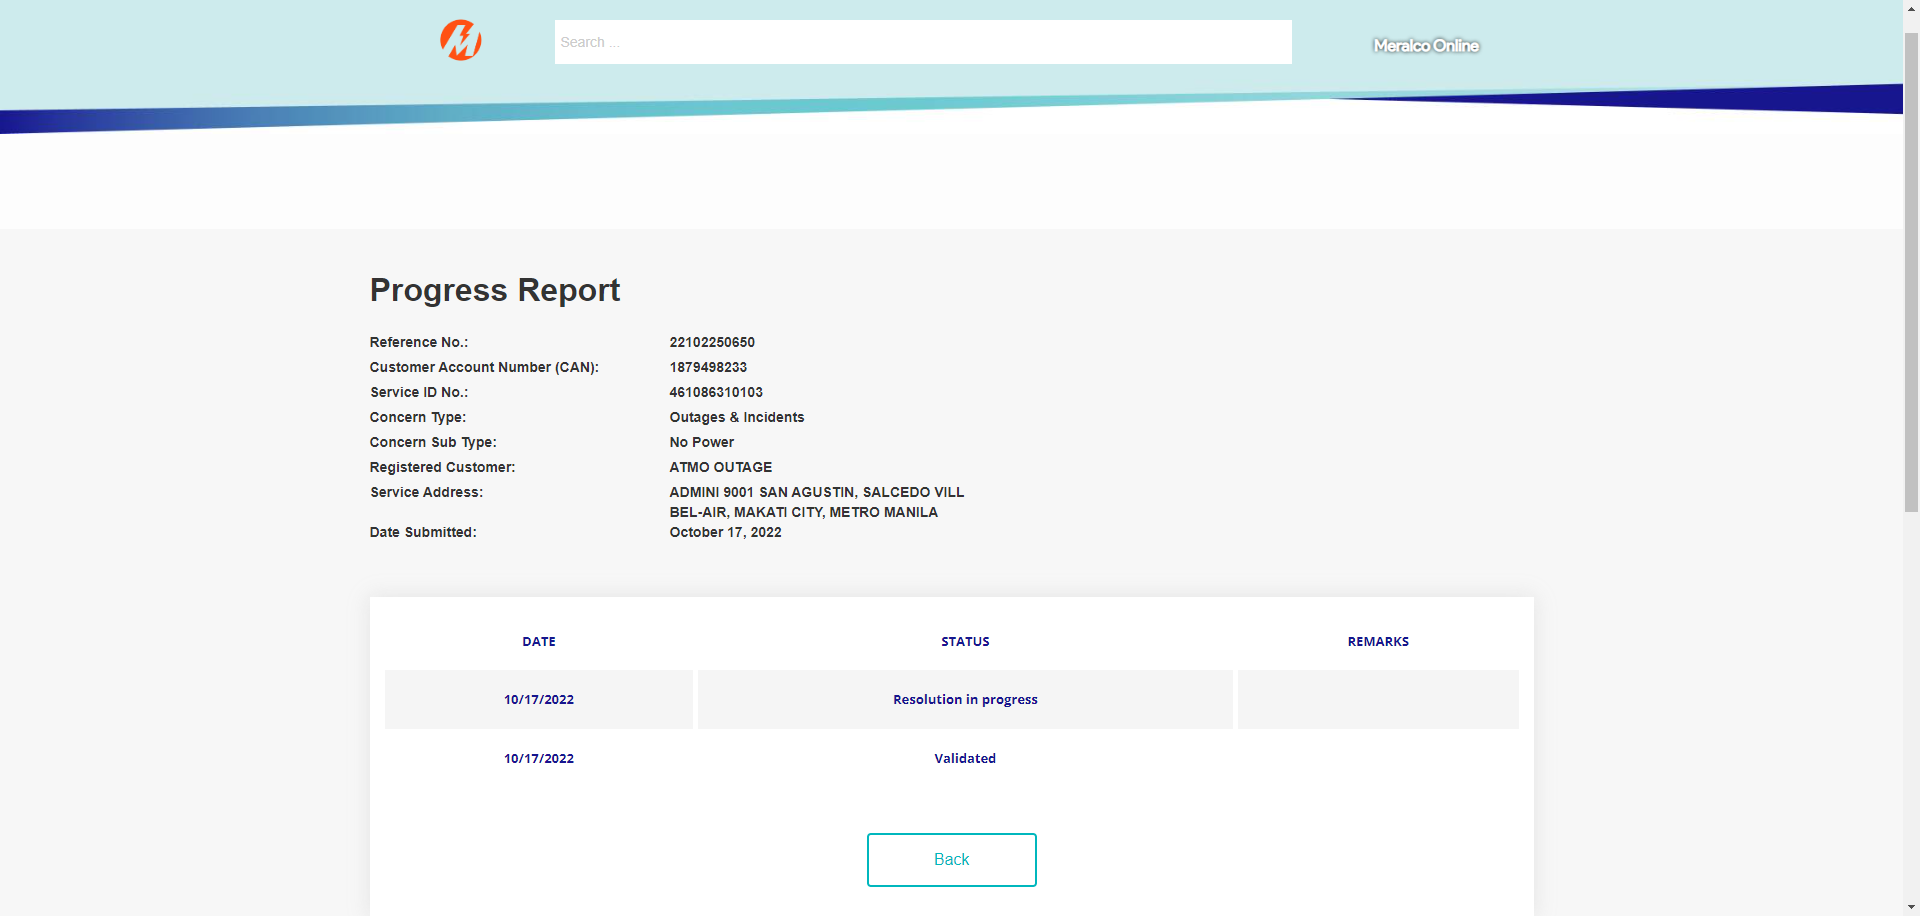 Search ...
Meralco Online
Progress Report
Reference No.: 22102250650
Customer Account Number (CAN): 1879498233
Service ID No.: 461086310103
Concern Type: Outages & Incidents
Concern Sub Type: No Power
Registered Customer: ATMO OUTAGE
Service Address: ADMINI 9001 SAN AGUSTIN, SALCEDO VILL
BEL-AIR, MAKATI CITY, METRO MANILA
Date Submitted: October 17, 2022
DATE STATUS REMARKS
10/17/2022 Resolution in progress
10/17/2022 Validated
Back